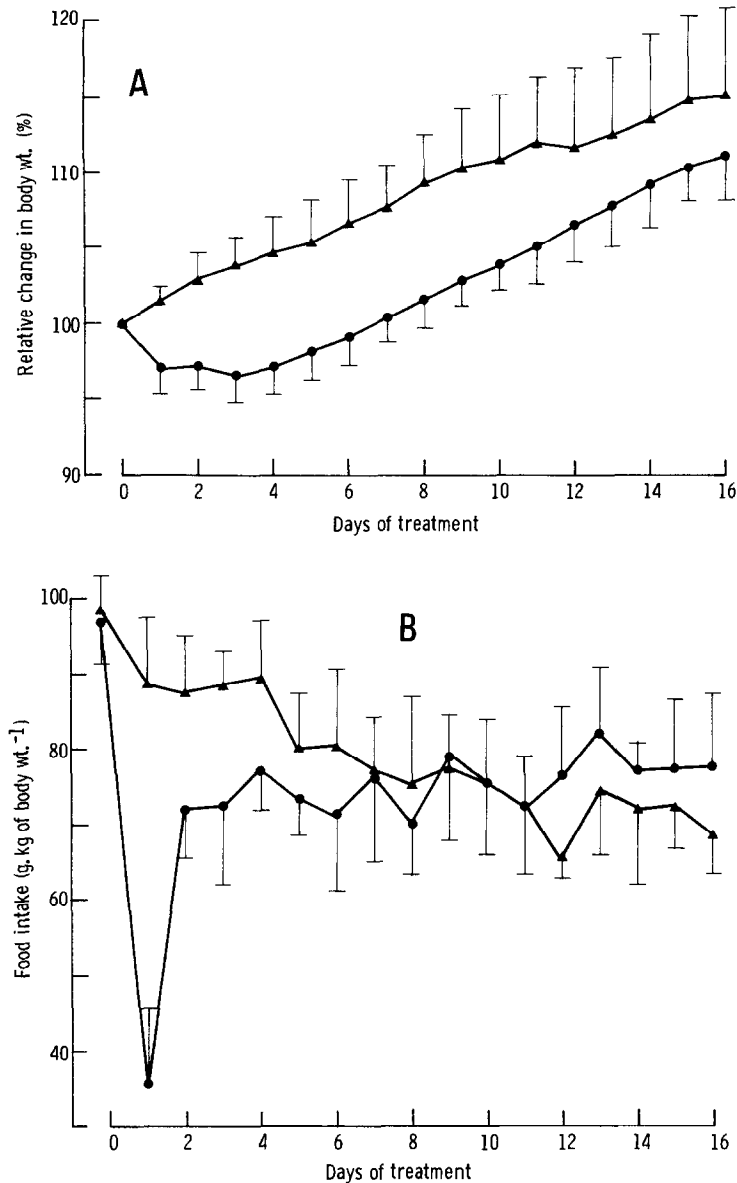 120
A
110
100
90
Relative change in body wt. (%)
0 2 4 6 8 10 12 14 16
Days of treatment
100
B
80
60
40
Food intake (g.kg of body wt.⁻¹)
0 2 4 6 8 10 12 14 16
Days of treatment